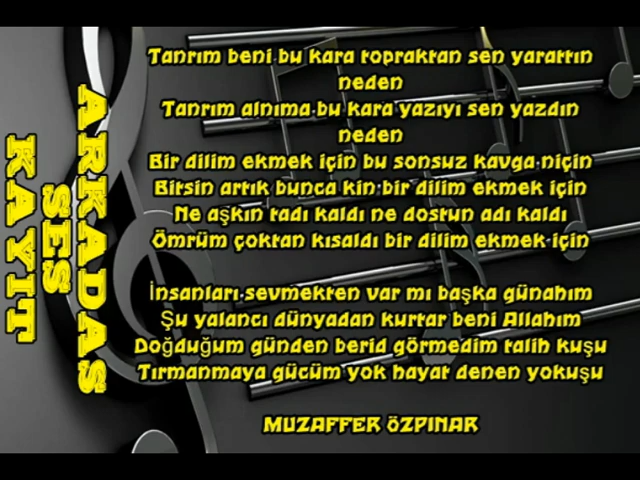 ARKADAS
SES
KAYIT
Tanrım beni bu kara topraktan sen yarattın
neden
Tanrım alnıma bu kara yazıyı sen yazdın
neden
Bir dilim ekmek için bu sonsuz kavga niçin
Bitsin artık bunca kin bir dilim ekmek için
Ne aşkın tadı kaldı ne dostun adı kaldı
Ömrüm çoktan kısaldı bir dilim ekmek için
İnsanları sevmekten var mı başka günahım
Şu yalancı dünyadan kurtar beni Allahım
Doğduğum günden berid görmedim talih kuşu
Tırmanmaya gücüm yok hayat denen yokuşu
MUZAFFER ÖZPINAR